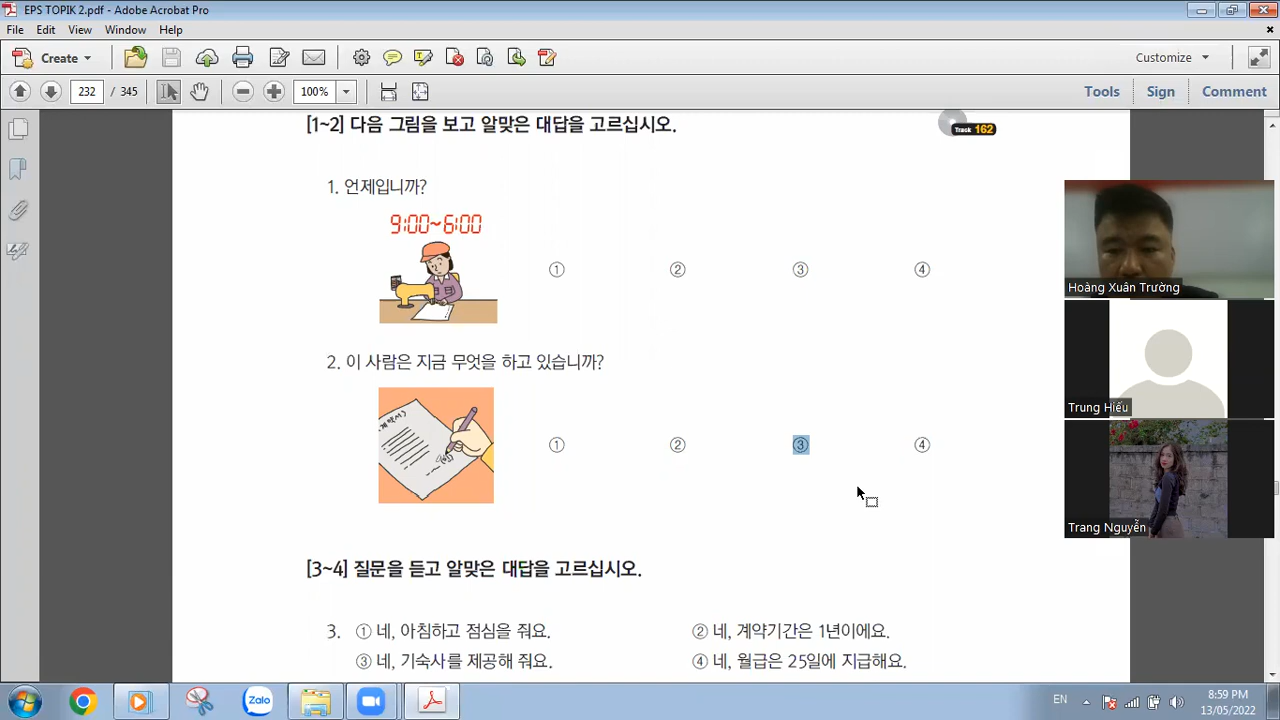 EPS TOPIK 2.pdf - Adobe Acrobat Pro
File Edit View Window Help
Create
Customize
232 / 345
100%
Tools Sign Comment
[1~2] 다음 그림을 보고 알맞은 대답을 고르십시오.
Track 162
1. 언제입니까?
9:00~6:00
① ② ③ ④
2. 이 사람은 지금 무엇을 하고 있습니까?
계약서
① ② ③ ④
[3~4] 질문을 듣고 알맞은 대답을 고르십시오.
3. ① 네, 아침하고 점심을 줘요. ② 네, 계약기간은 1년이에요.
③ 네, 기숙사를 제공해 줘요. ④ 네, 월급은 25일에 지급해요.
Hoàng Xuân Trường
Trung Hiếu
Trang Nguyễn
Zalo
EN
8:59 PM
13/05/2022